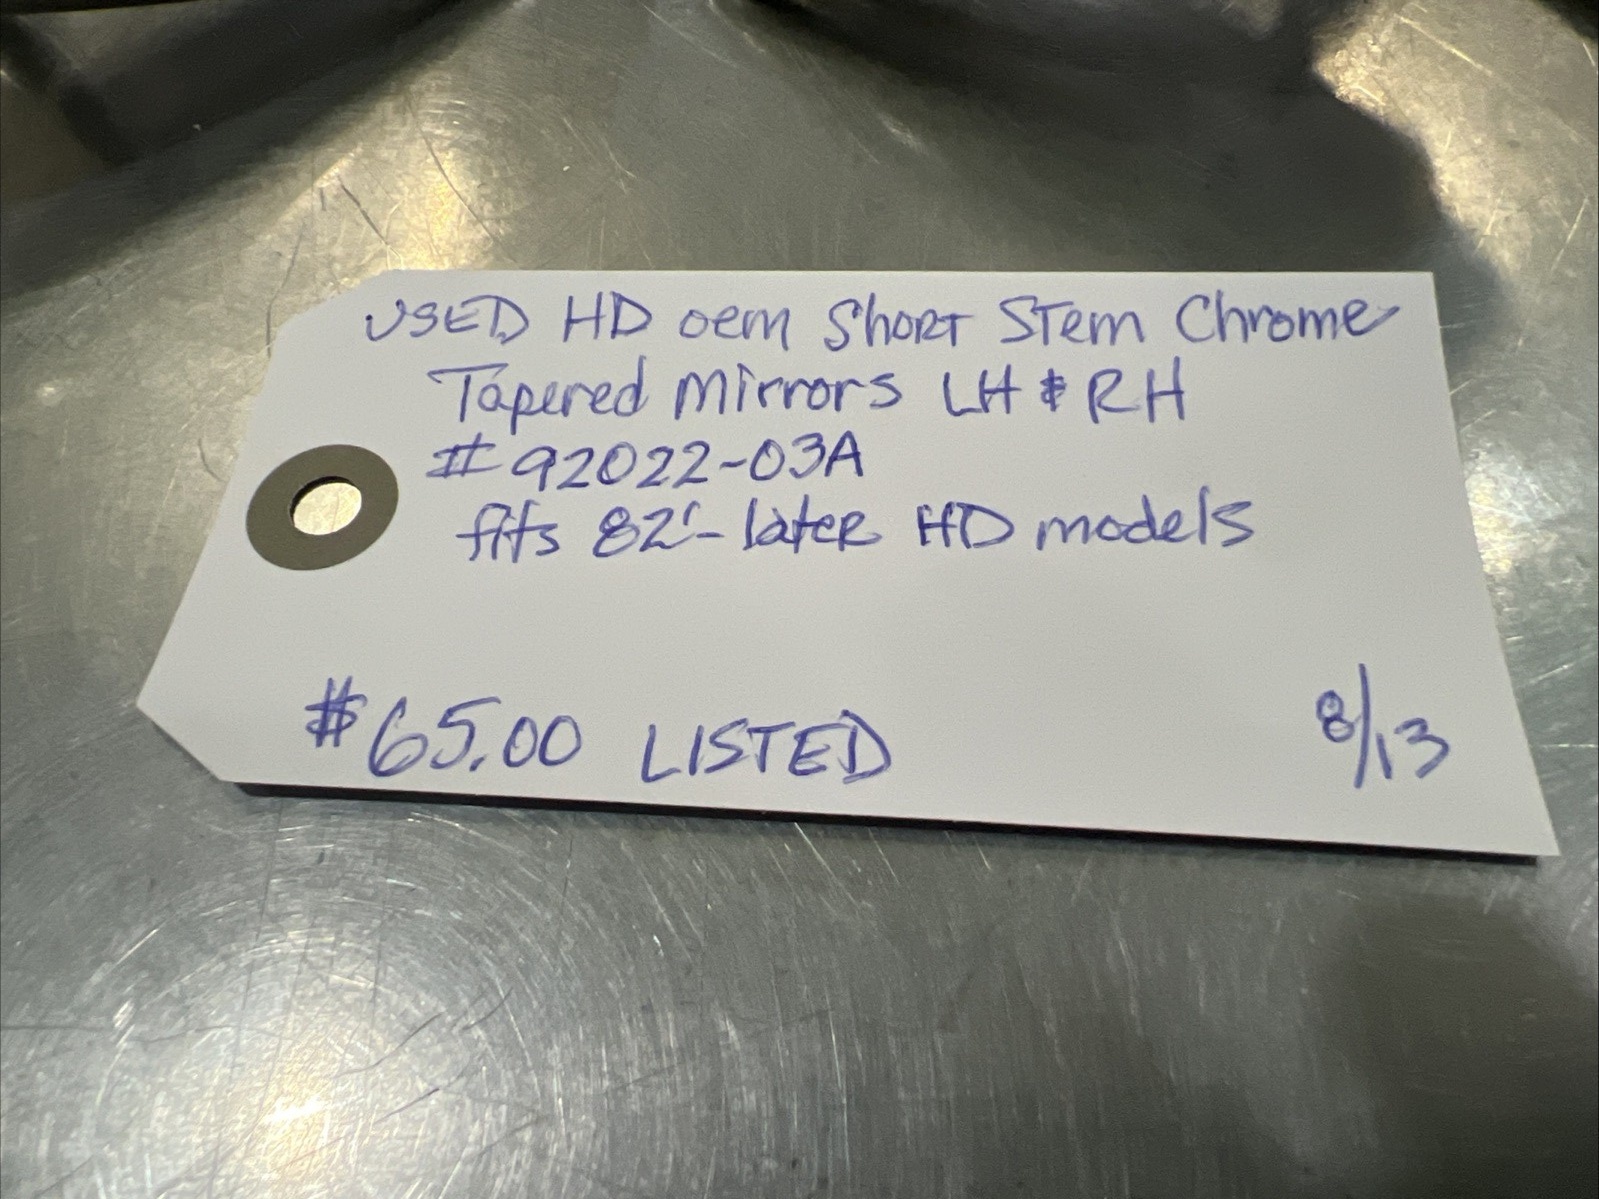 USED HD oem Short Stem Chrome
Tapered Mirrors LH & RH
#92022-03A
fits 82'- later HD models
$65.00 LISTED
8/13